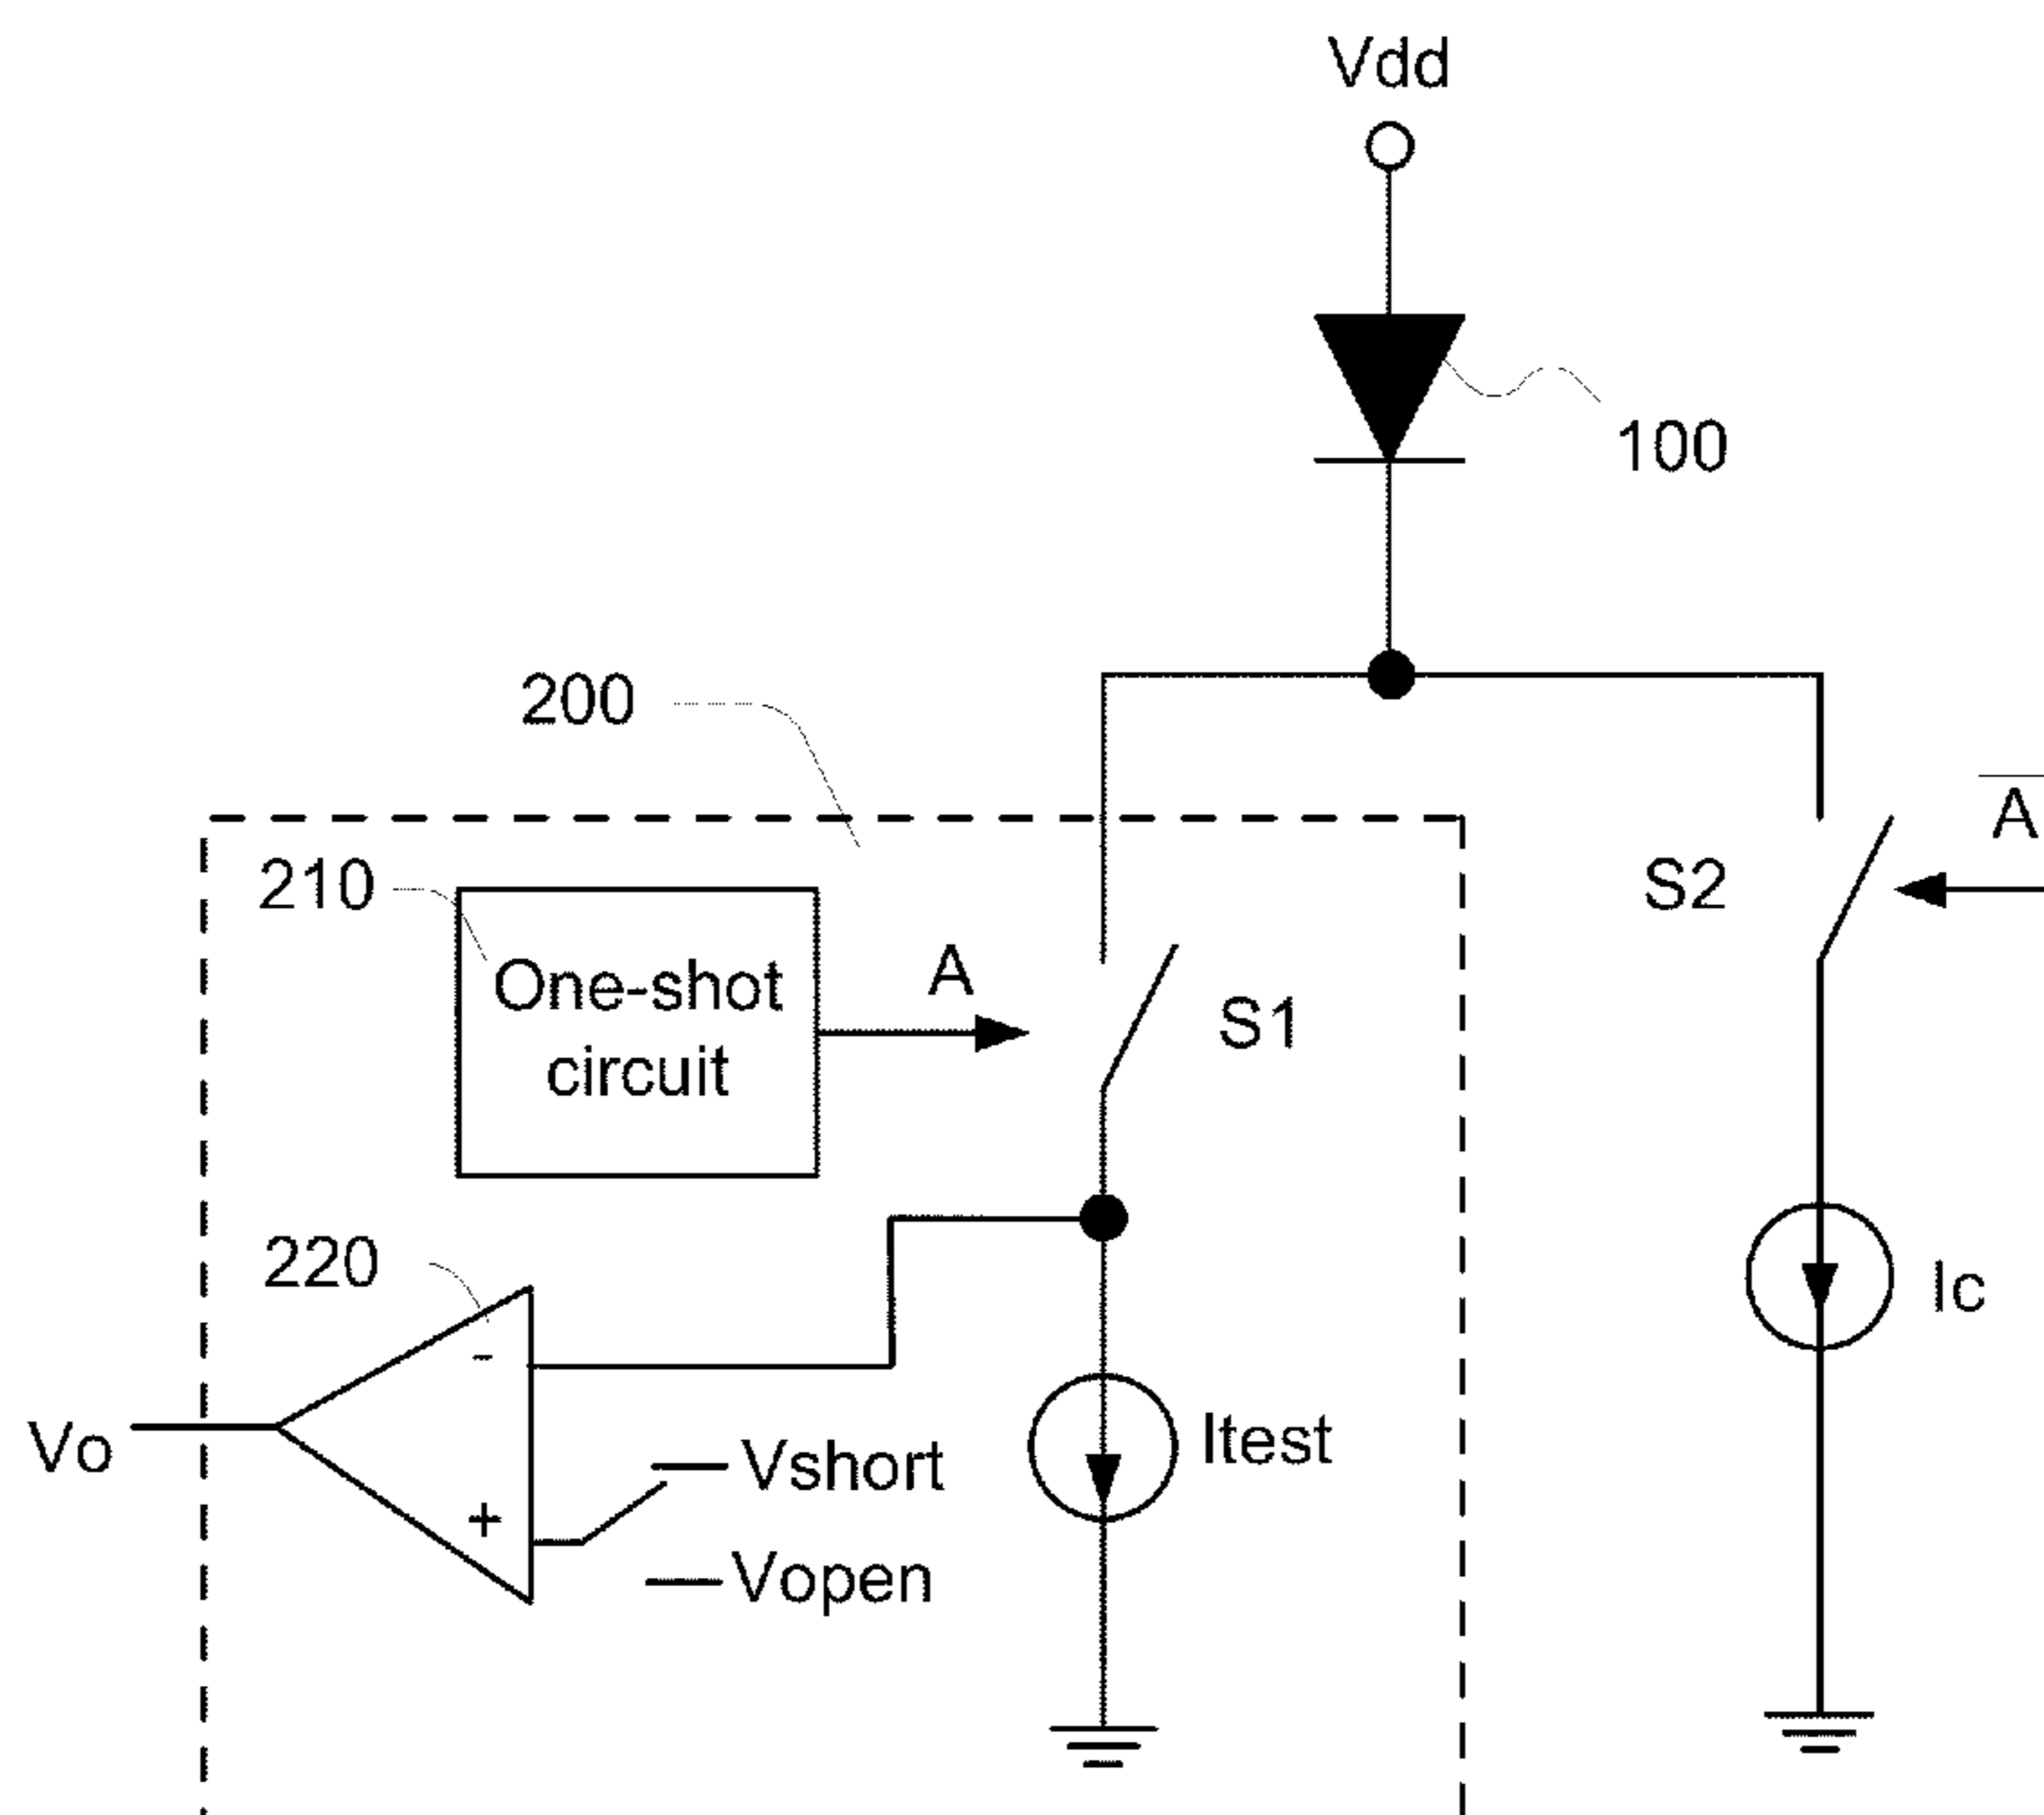 Vdd
100
200
A̅
210
S2
One-shot
circuit
A
S1
220
-
Ic
Vo
Vshort
Itest
+
Vopen